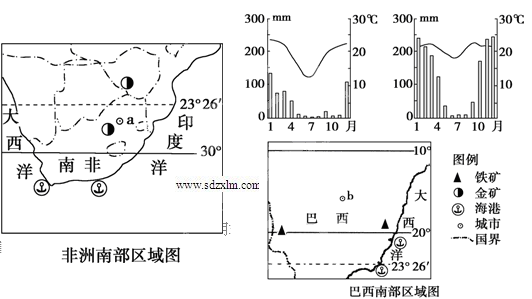 mm 30℃
300
200 20
100 10
0 0
1 4 7 10 月
mm 30℃
300
200 20
100 10
0 0
1 4 7 10 月
大西洋
印度洋
南非
a
23°26′
30°
www.sdzxlm.com
非洲南部区域图
10°
大西洋
b
巴西
20°
23°26′
巴西南部区域图
图例
铁矿
金矿
海港
城市
国界